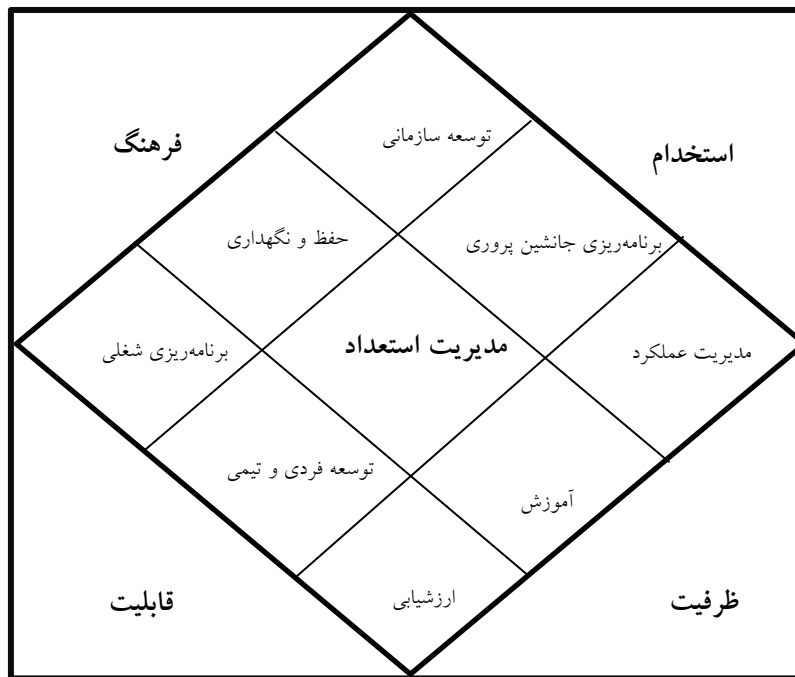 توسعه سازمانی
استخدام
فرهنگ
برنامه‌ریزی جانشین پروری
حفظ و نگهداری
مدیریت عملکرد
مدیریت استعداد
برنامه‌ریزی شغلی
آموزش
توسعه فردی و تیمی
ظرفیت
ارزشیابی
قابلیت